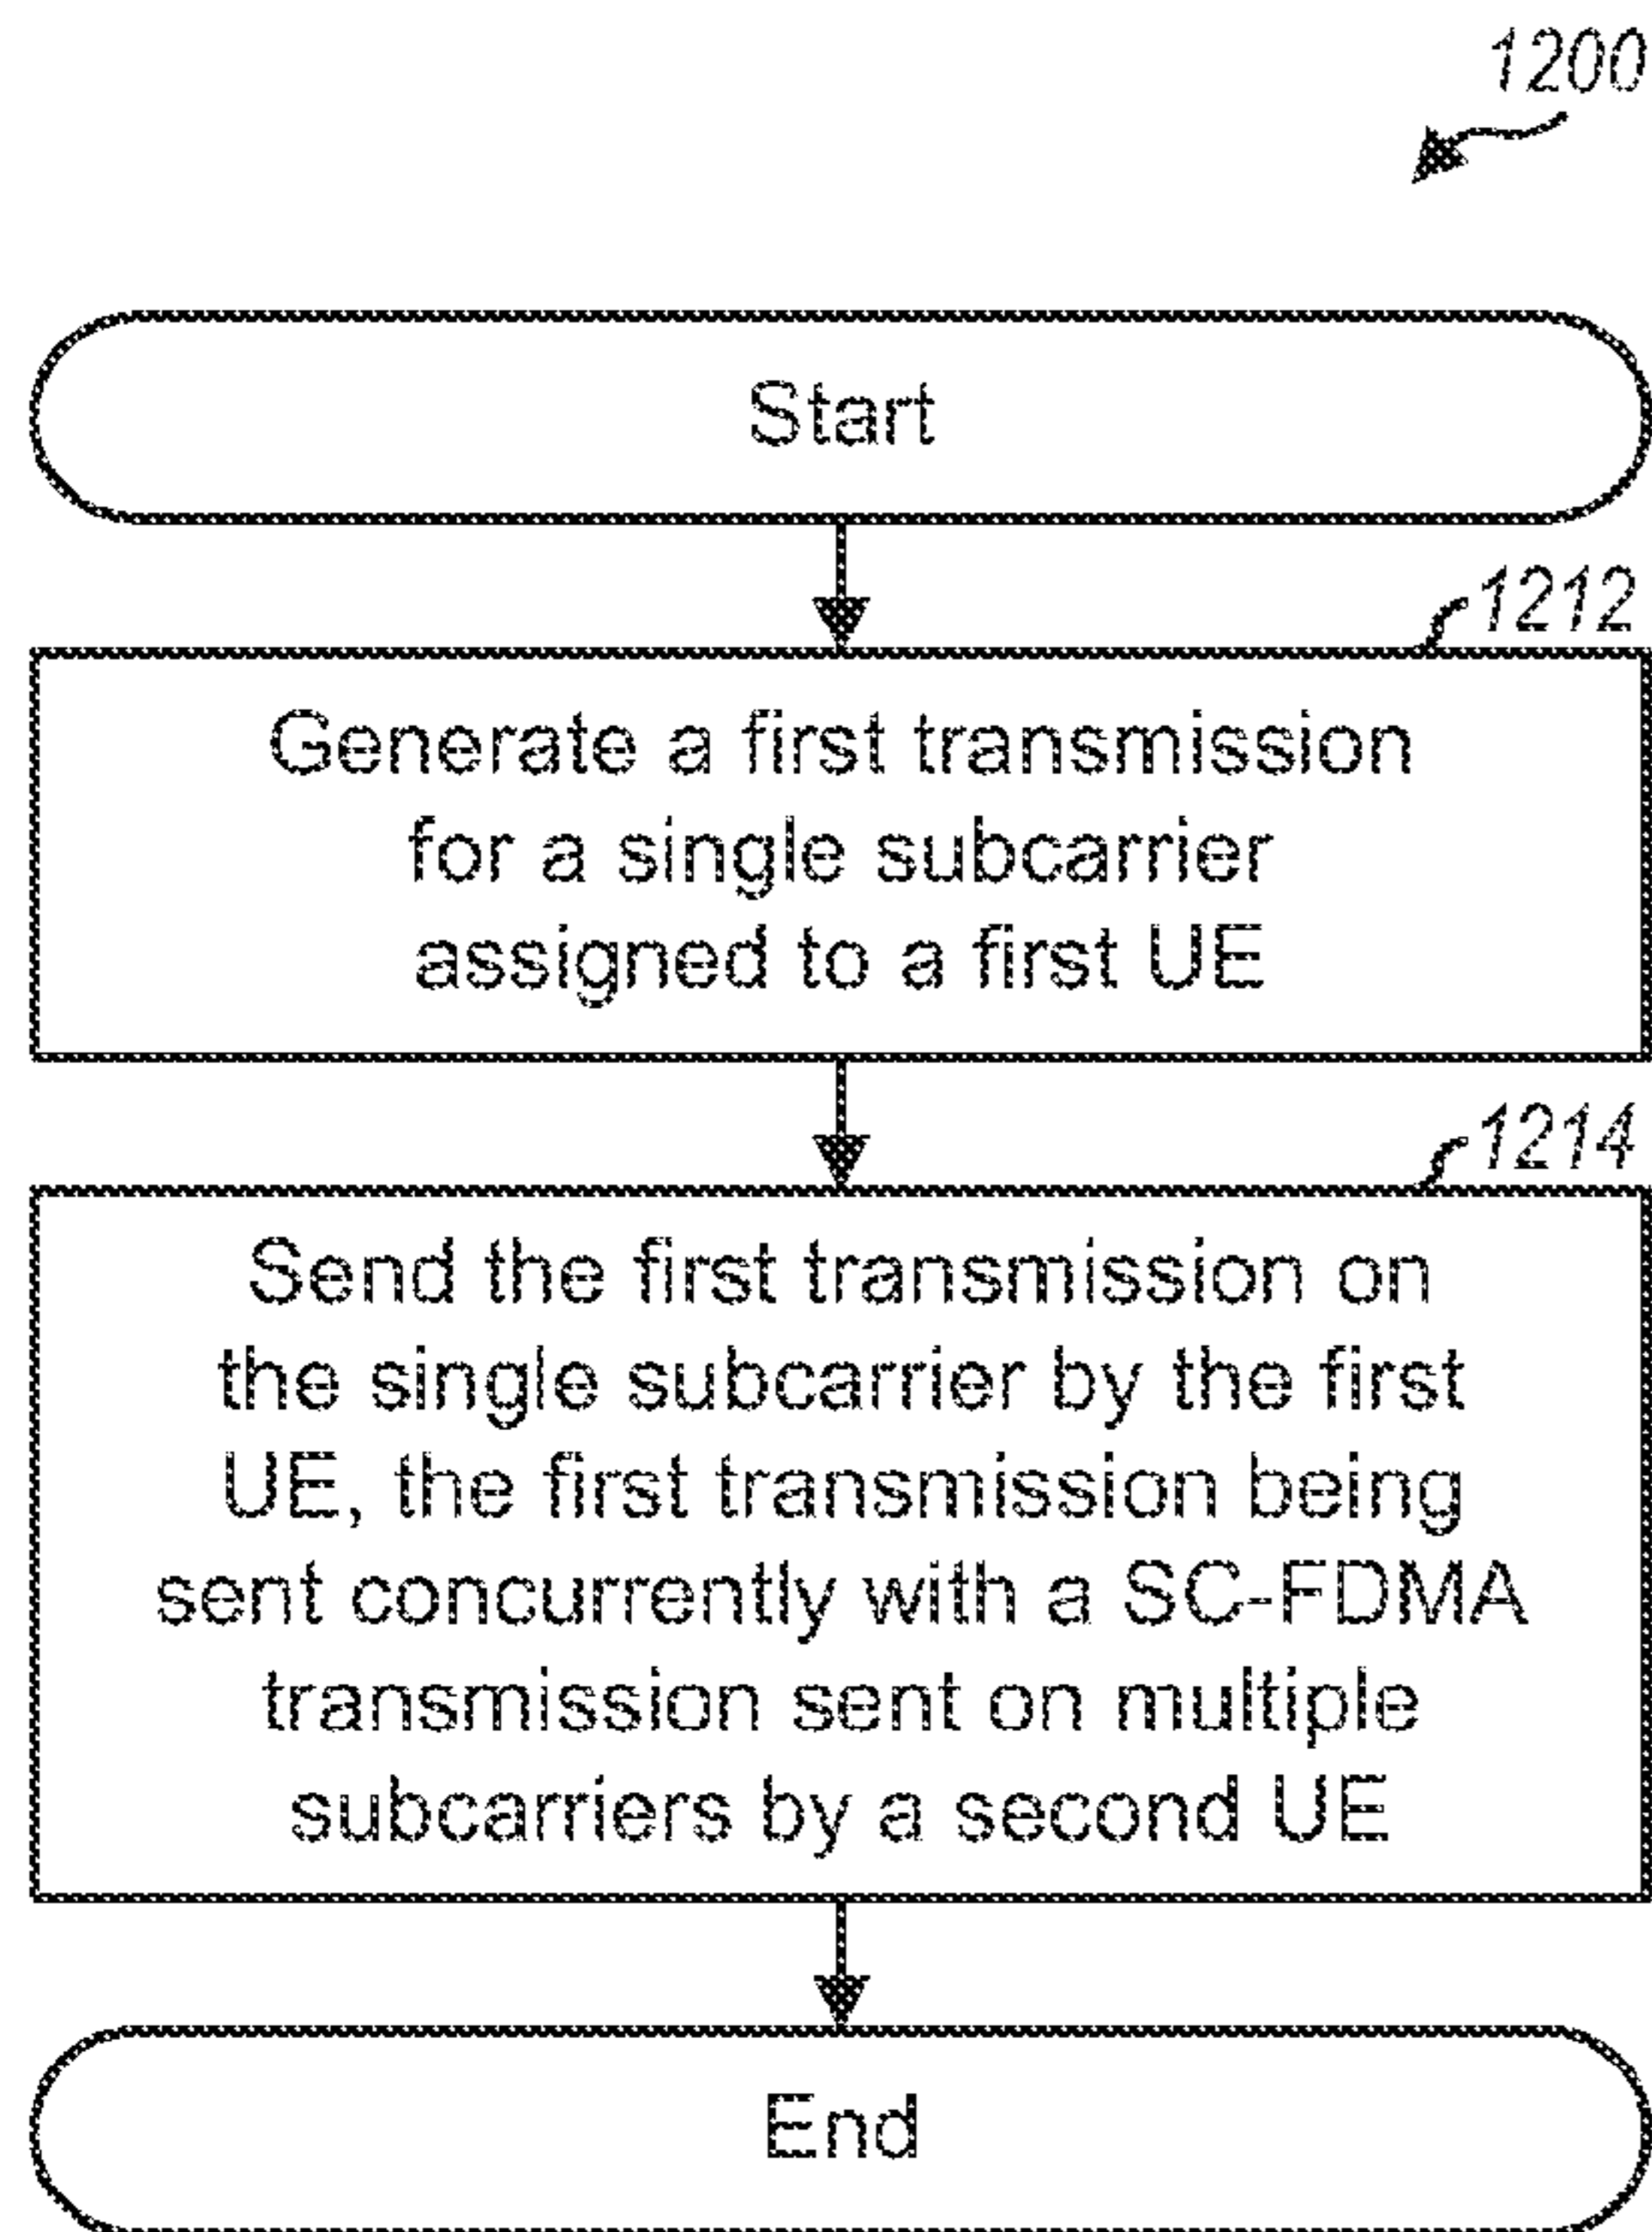 1200
Start
1212
Generate a first transmission
for a single subcarrier
assigned to a first UE
1214
Send the first transmission on
the single subcarrier by the first
UE, the first transmission being
sent concurrently with a SC-FDMA
transmission sent on multiple
subcarriers by a second UE
End